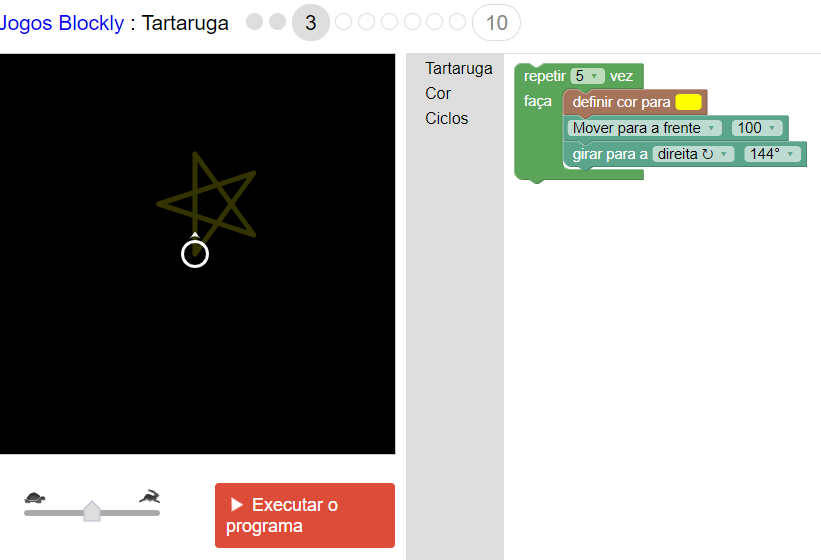 Jogos Blockly : Tartaruga 3 10
Tartaruga
Cor
Ciclos
repetir 5 vez
faça definir cor para
Mover para a frente 100
girar para a direita ↻ 144°
Executar o
programa